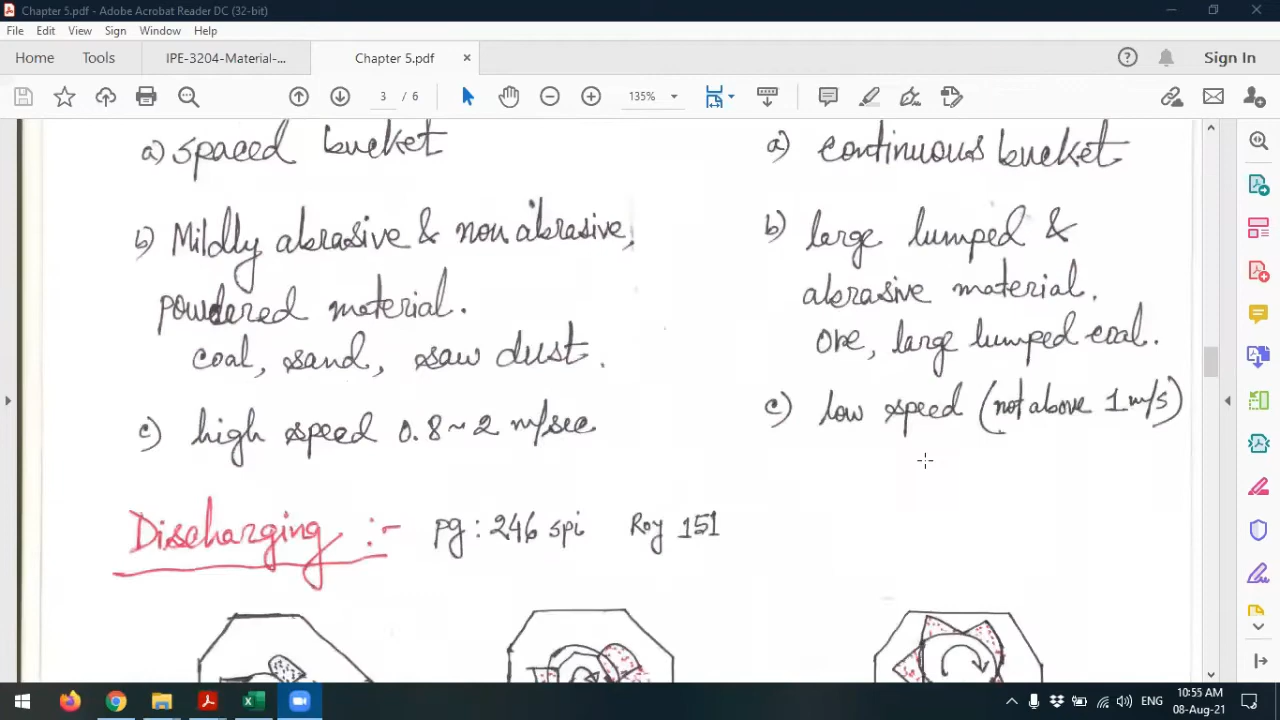 Chapter 5.pdf - Adobe Acrobat Reader DC (32-bit)
File Edit View Sign Window Help
Home Tools IPE-3204-Material-... Chapter 5.pdf × Sign In
3 / 6 135%
a) spaced bucket
b) Mildly abrasive & non abrasive,
powdered material.
coal, sand, saw dust.
c) high speed 0.8~2 m/sec
a) continuous bucket
b) large lumped &
abrasive material.
ore, large lumped coal.
c) low speed (not above 1 m/s)
Discharging :- pg : 246 spi Roy 151
ENG
10:55 AM
08-Aug-21